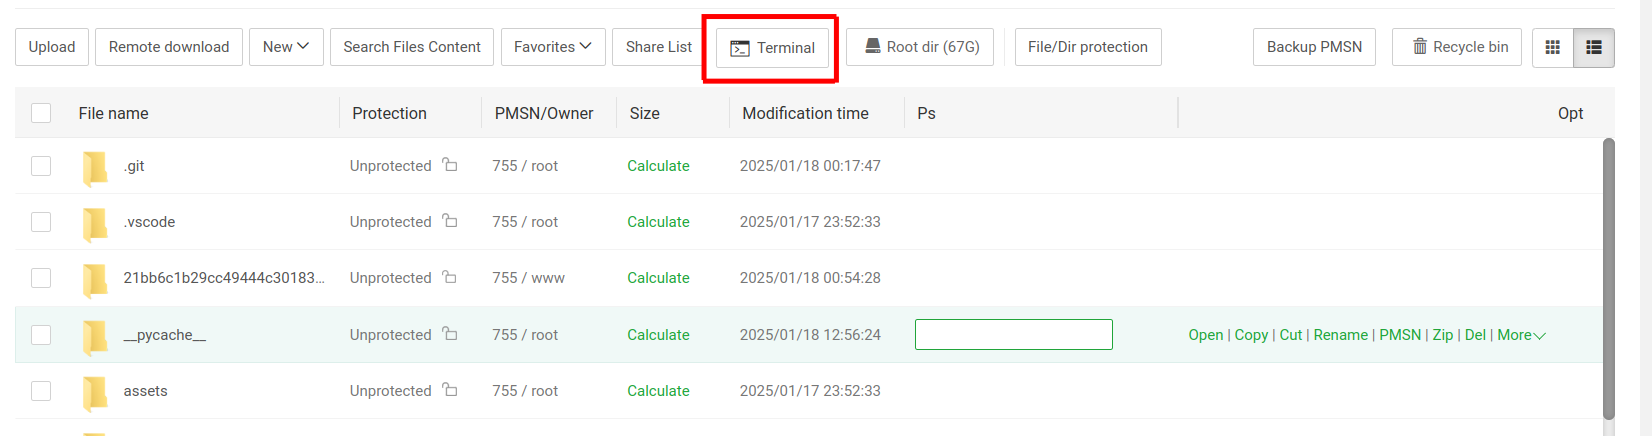 Upload Remote download New Search Files Content Favorites Share List Terminal Root dir (67G) File/Dir protection Backup PMSN Recycle bin
File name Protection PMSN/Owner Size Modification time Ps Opt
.git Unprotected 755 / root Calculate 2025/01/18 00:17:47
.vscode Unprotected 755 / root Calculate 2025/01/17 23:52:33
21bb6c1b29cc49444c30183... Unprotected 755 / www Calculate 2025/01/18 00:54:28
__pycache__ Unprotected 755 / root Calculate 2025/01/18 12:56:24 Open | Copy | Cut | Rename | PMSN | Zip | Del | More
assets Unprotected 755 / root Calculate 2025/01/17 23:52:33